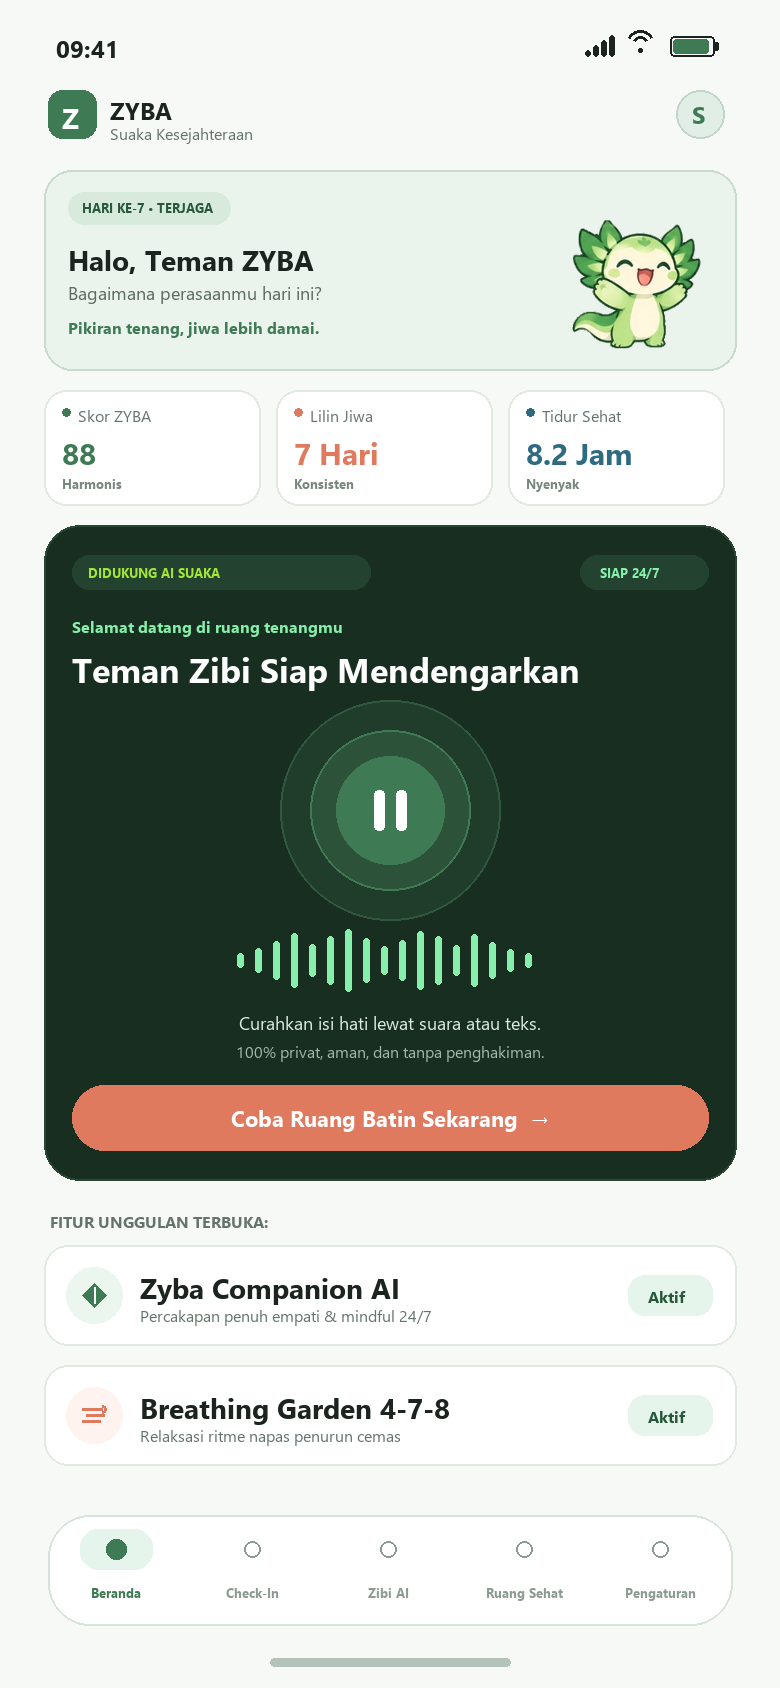 09:41
Z
ZYBA
Suaka Kesejahteraan
S
HARI KE-7 • TERJAGA
Halo, Teman ZYBA
Bagaimana perasaanmu hari ini?
Pikiran tenang, jiwa lebih damai.
Skor ZYBA
88
Harmonis
Lilin Jiwa
7 Hari
Konsisten
Tidur Sehat
8.2 Jam
Nyenyak
DIDUKUNG AI SUAKA
SIAP 24/7
Selamat datang di ruang tenangmu
Teman Zibi Siap Mendengarkan
Curahkan isi hati lewat suara atau teks.
100% privat, aman, dan tanpa penghakiman.
Coba Ruang Batin Sekarang →
FITUR UNGGULAN TERBUKA:
Zyba Companion AI
Percakapan penuh empati & mindful 24/7
Aktif
Breathing Garden 4-7-8
Relaksasi ritme napas penurun cemas
Aktif
Beranda
Check-In
Zibi AI
Ruang Sehat
Pengaturan